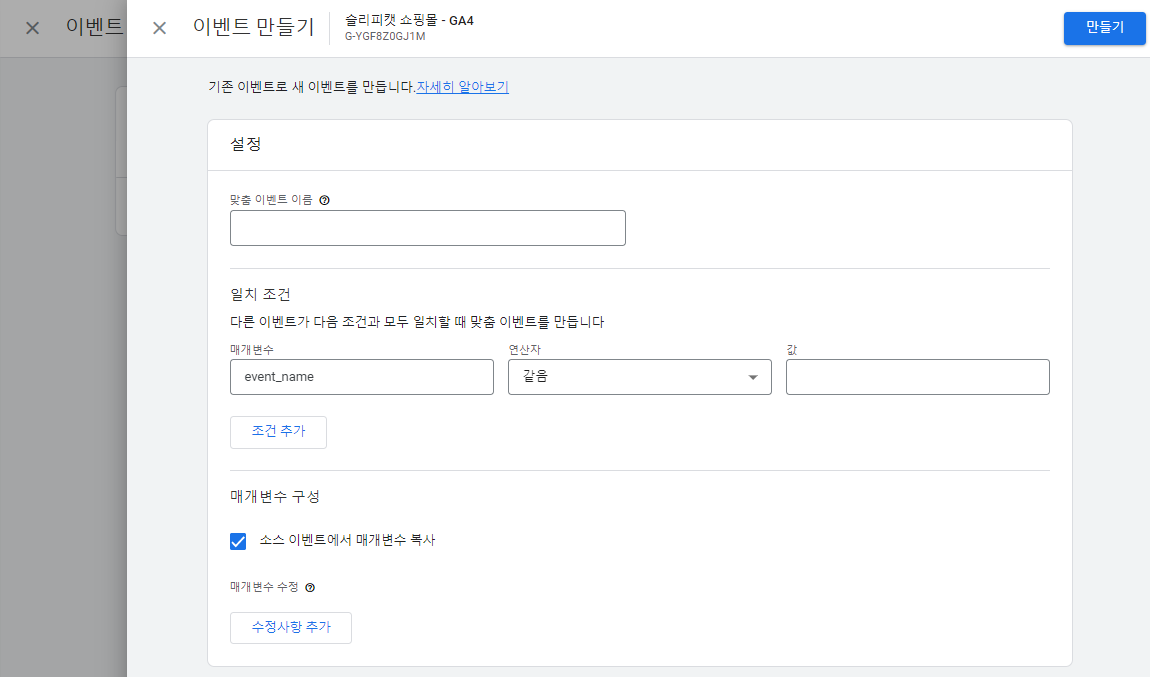 이벤트
이벤트 만들기
슬리피캣 쇼핑몰 - GA4
G-YGF8Z0GJ1M
만들기
기존 이벤트로 새 이벤트를 만듭니다.자세히 알아보기
설정
맞춤 이벤트 이름
일치 조건
다른 이벤트가 다음 조건과 모두 일치할 때 맞춤 이벤트를 만듭니다
매개변수 연산자 값
event_name 같음
조건 추가
매개변수 구성
소스 이벤트에서 매개변수 복사
매개변수 수정
수정사항 추가